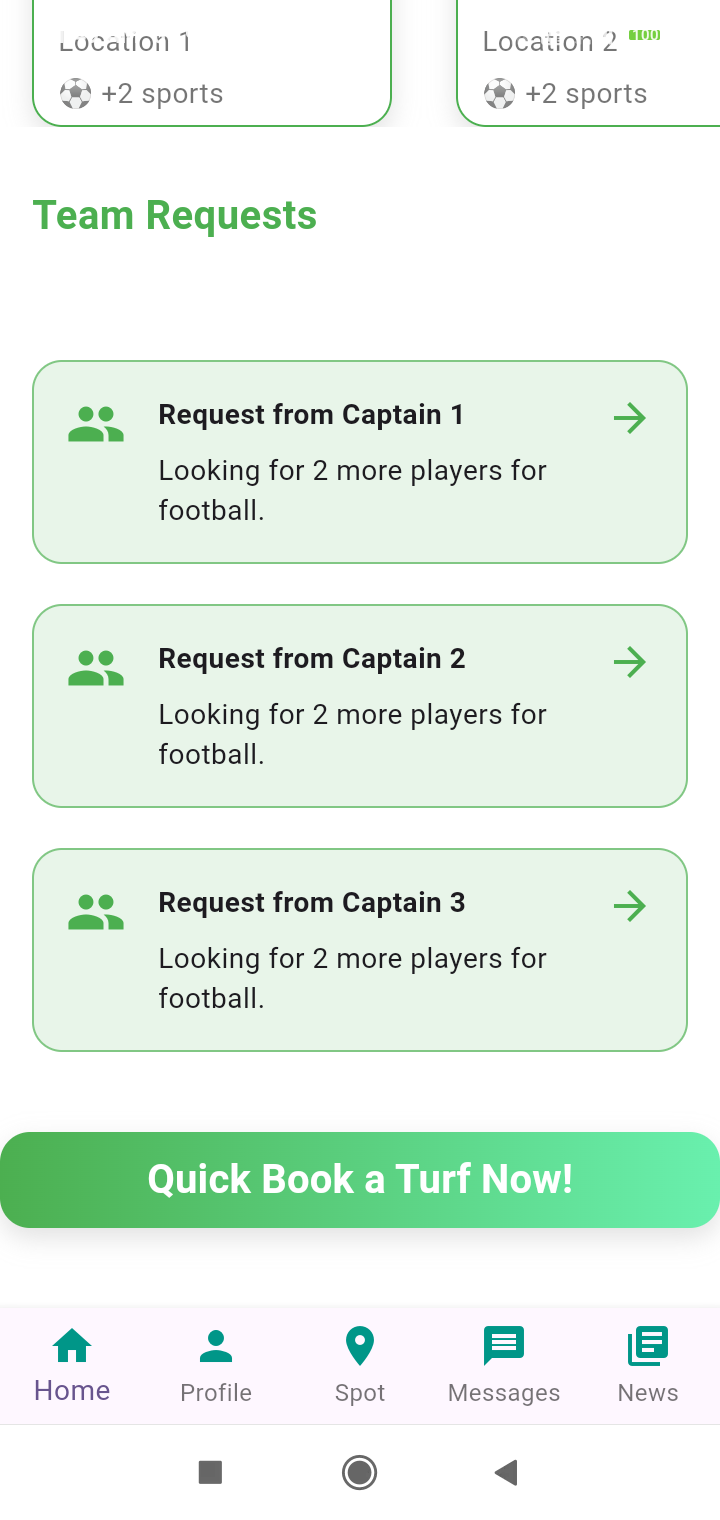 Location 1
Location 2
100
+2 sports
+2 sports
Team Requests
Request from Captain 1
Looking for 2 more players for
football.
Request from Captain 2
Looking for 2 more players for
football.
Request from Captain 3
Looking for 2 more players for
football.
Quick Book a Turf Now!
Home
Profile
Spot
Messages
News